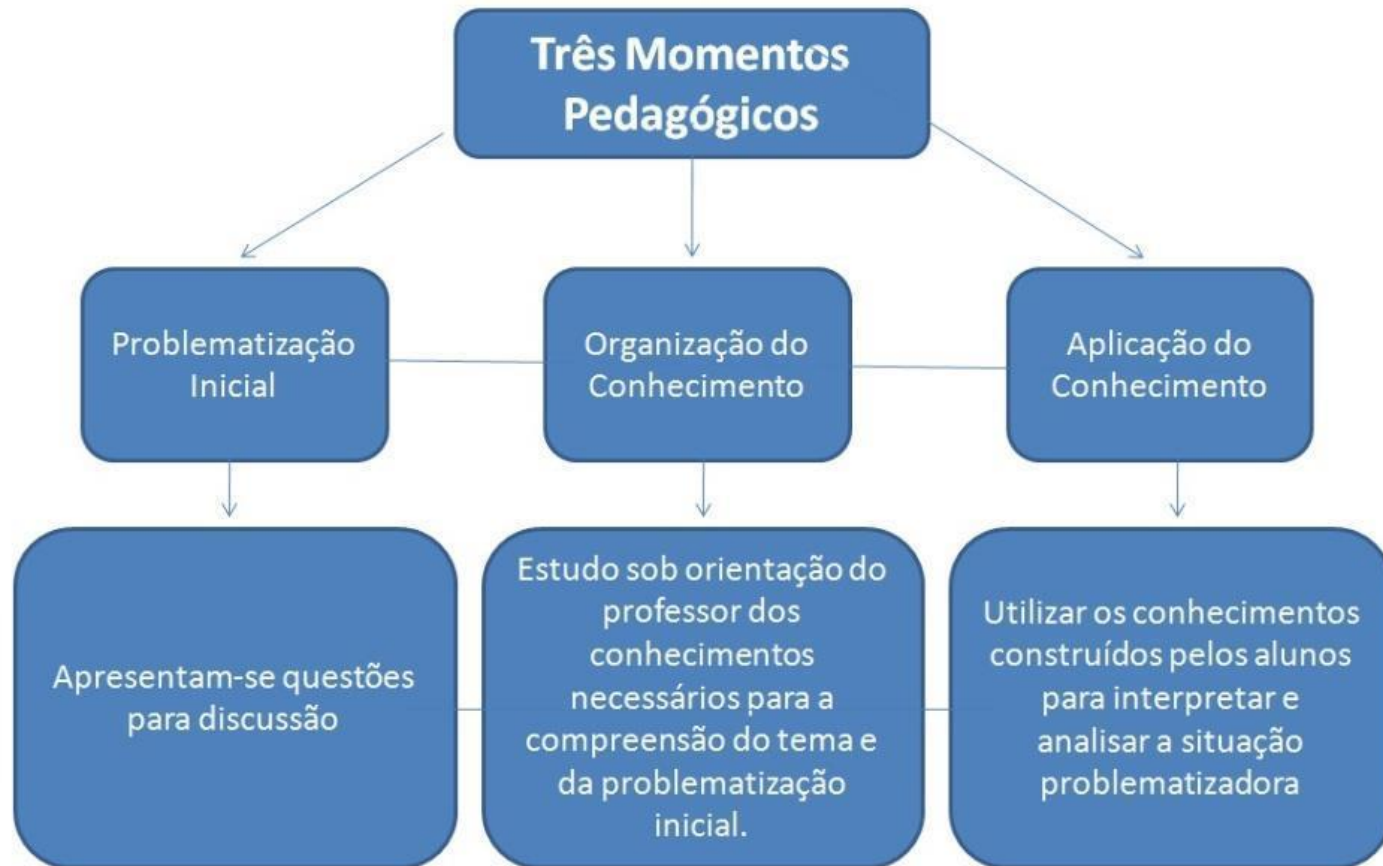 Três Momentos
Pedagógicos
Problematização
Inicial
Organização do
Conhecimento
Aplicação do
Conhecimento
Apresentam-se questões
para discussão
Estudo sob orientação do
professor dos
conhecimentos
necessários para a
compreensão do tema e
da problematização
inicial.
Utilizar os conhecimentos
construídos pelos alunos
para interpretar e
analisar a situação
problematizadora